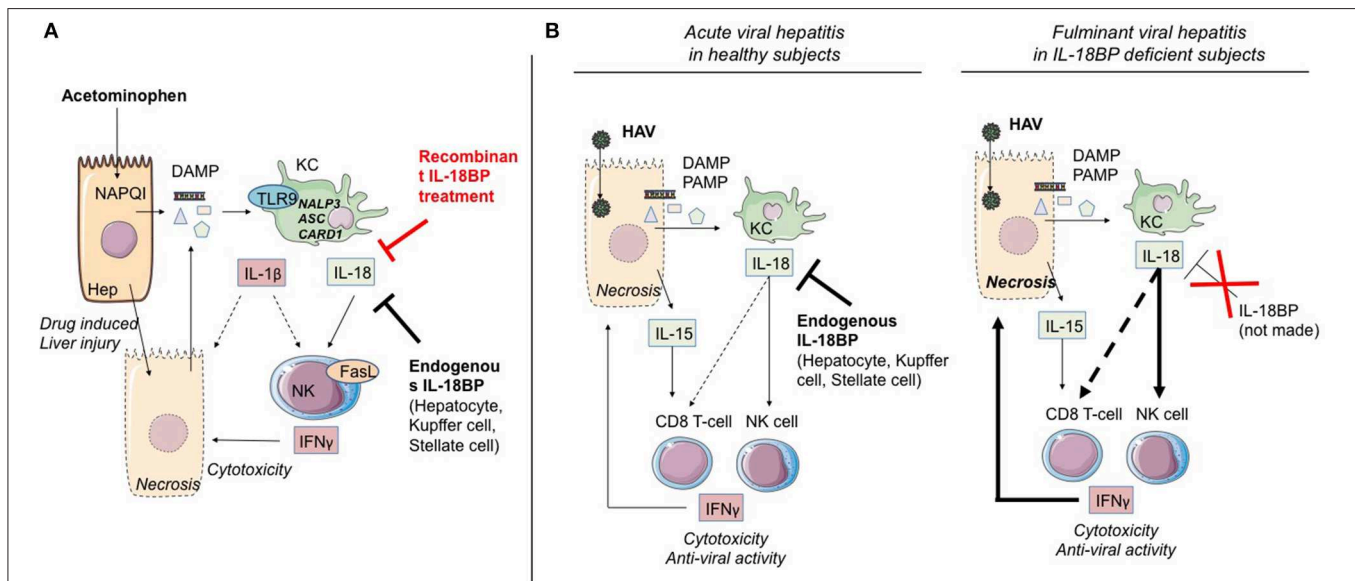 A
Acetominophen
DAMP
KC
NAPQI
TLR9
NALP3
ASC
CARD1
Recombinan
t IL-18BP
treatment
Hep
IL-1β
IL-18
Drug induced
Liver injury
NK
FasL
Endogenou
s IL-18BP
(Hepatocyte,
Kupffer cell,
Stellate cell)
IFNγ
Cytotoxicity
Necrosis
B
Acute viral hepatitis
in healthy subjects
HAV
DAMP
PAMP
KC
IL-18
Necrosis
IL-15
Endogenous
IL-18BP
(Hepatocyte, Kupffer
cell, Stellate cell)
CD8 T-cell
NK cell
IFNγ
Cytotoxicity
Anti-viral activity
Fulminant viral hepatitis
in IL-18BP deficient subjects
HAV
DAMP
PAMP
KC
IL-18
Necrosis
IL-15
IL-18BP
(not made)
CD8 T-cell
NK cell
IFNγ
Cytotoxicity
Anti-viral activity